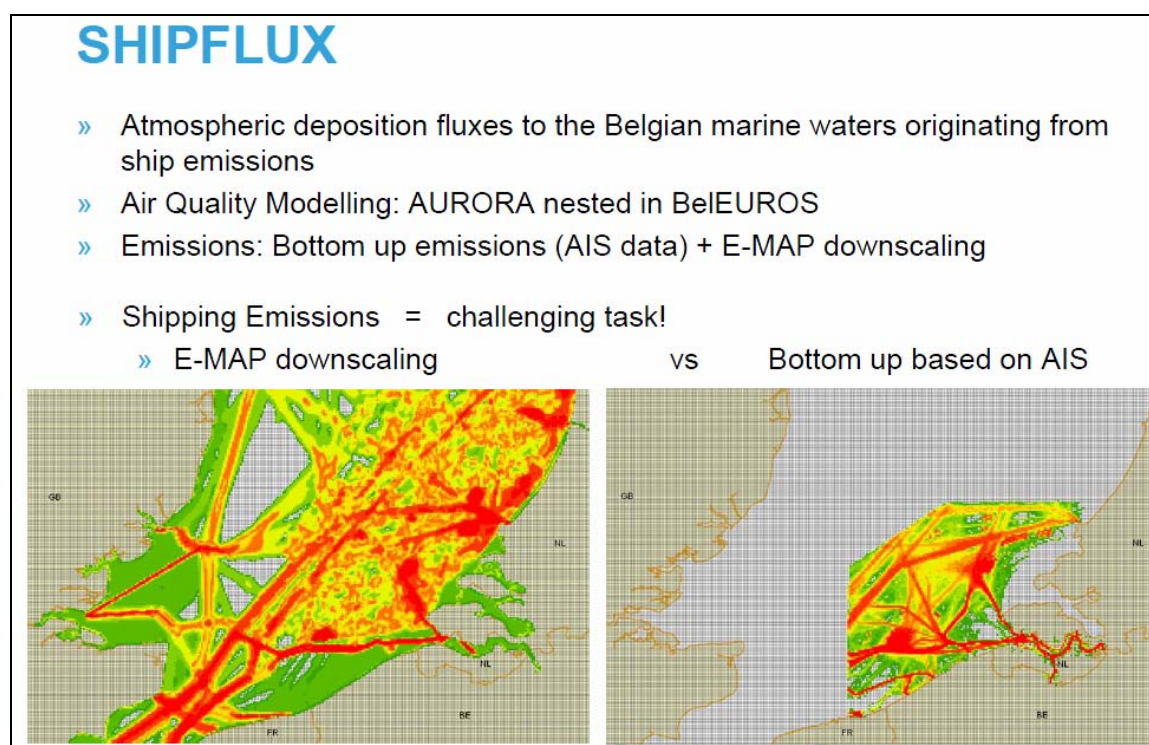 SHIPFLUX
» Atmospheric deposition fluxes to the Belgian marine waters originating from
ship emissions
» Air Quality Modelling: AURORA nested in BelEUROS
» Emissions: Bottom up emissions (AIS data) + E-MAP downscaling
» Shipping Emissions = challenging task!
» E-MAP downscaling vs Bottom up based on AIS
GB
NL
NL
BE
FR
GB
NL
NL
BE
FR